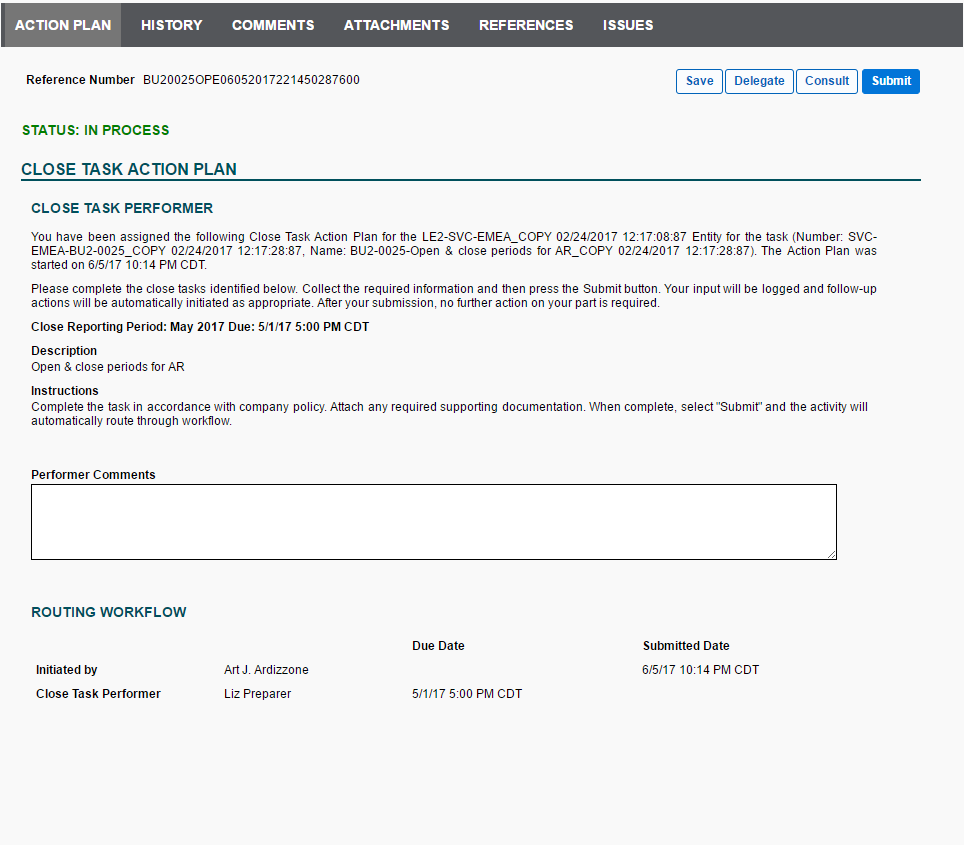 ACTION PLAN HISTORY COMMENTS ATTACHMENTS REFERENCES ISSUES
Reference Number BU20025OPE06052017221450287600
Save Delegate Consult Submit
STATUS: IN PROCESS
CLOSE TASK ACTION PLAN
CLOSE TASK PERFORMER
You have been assigned the following Close Task Action Plan for the LE2-SVC-EMEA_COPY 02/24/2017 12:17:08:87 Entity for the task (Number: SVC-
EMEA-BU2-0025_COPY 02/24/2017 12:17:28:87, Name: BU2-0025-Open & close periods for AR_COPY 02/24/2017 12:17:28:87). The Action Plan was
started on 6/5/17 10:14 PM CDT.
Please complete the close tasks identified below. Collect the required information and then press the Submit button. Your input will be logged and follow-up
actions will be automatically initiated as appropriate. After your submission, no further action on your part is required.
Close Reporting Period: May 2017 Due: 5/1/17 5:00 PM CDT
Description
Open & close periods for AR
Instructions
Complete the task in accordance with company policy. Attach any required supporting documentation. When complete, select "Submit" and the activity will
automatically route through workflow.
Performer Comments
ROUTING WORKFLOW
Due Date Submitted Date
Initiated by Art J. Ardizzone 6/5/17 10:14 PM CDT
Close Task Performer Liz Preparer 5/1/17 5:00 PM CDT